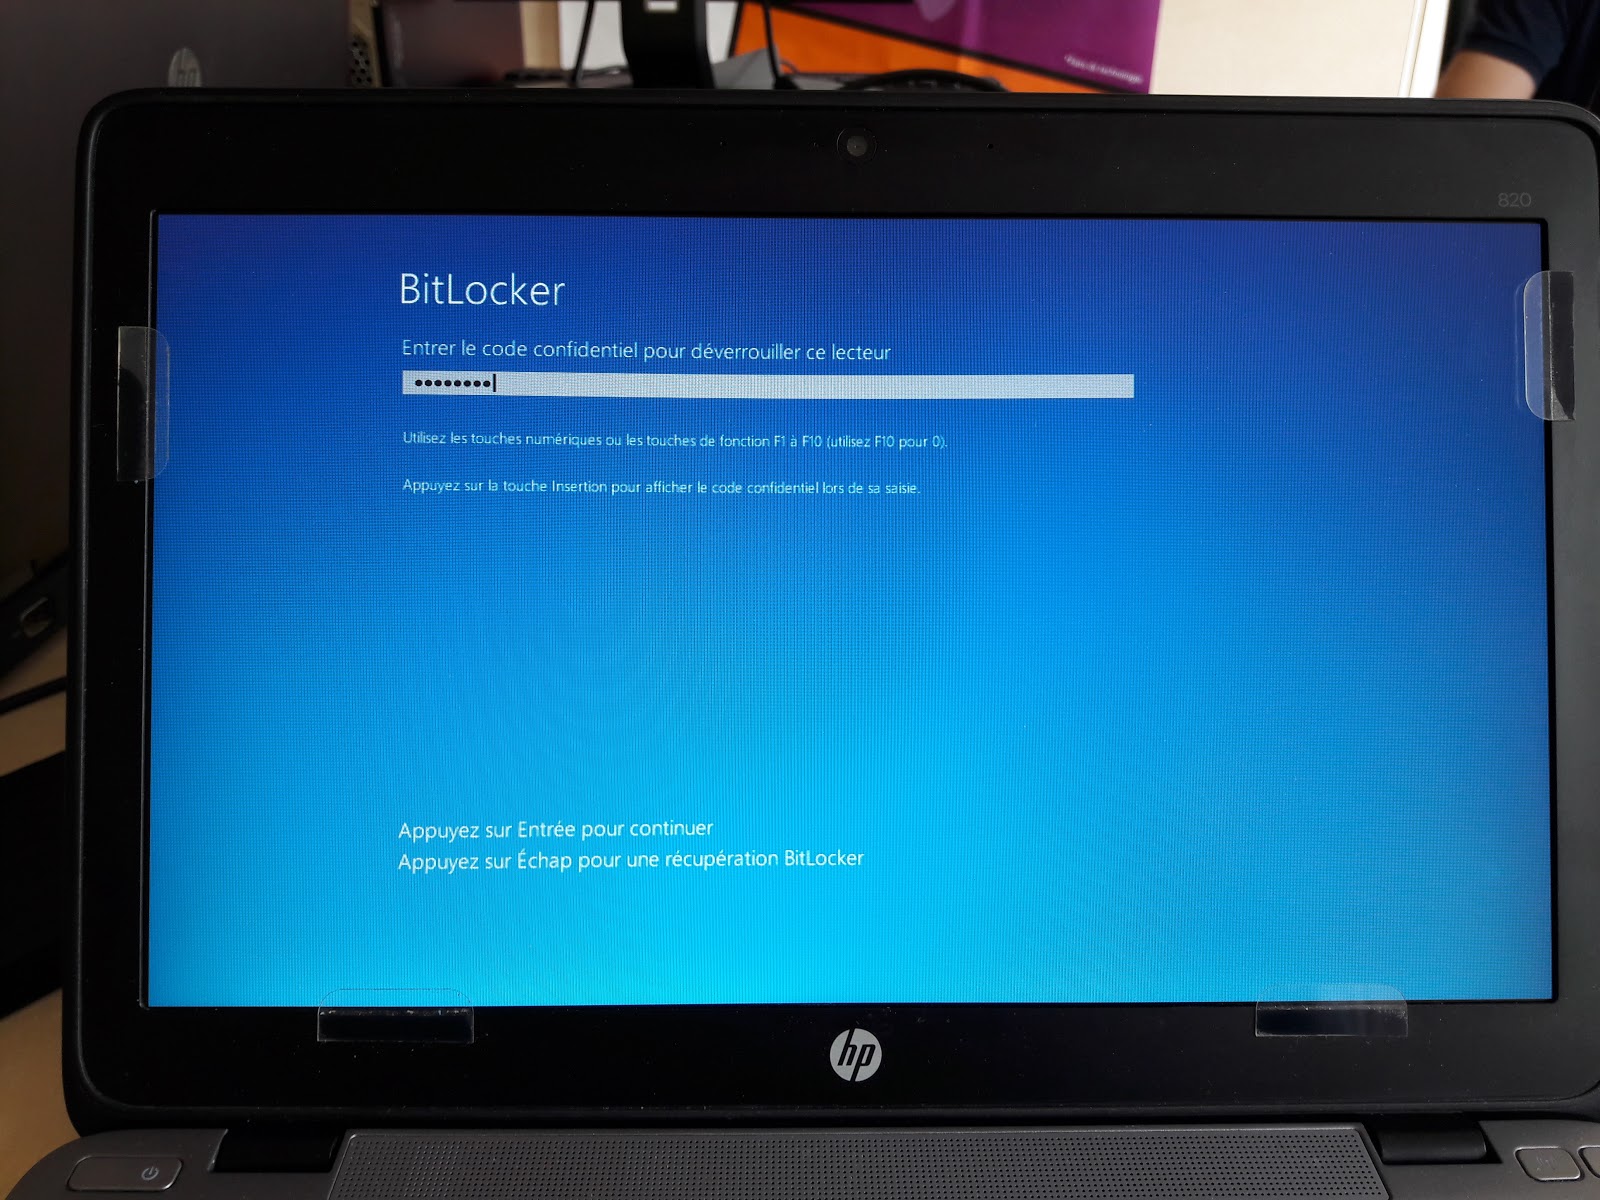 820
BitLocker
Entrer le code confidentiel pour déverrouiller ce lecteur
••••••••
Utilisez les touches numériques ou les touches de fonction F1 à F10 (utilisez F10 pour 0).
Appuyez sur la touche Insertion pour afficher le code confidentiel lors de sa saisie.
Appuyez sur Entrée pour continuer
Appuyez sur Échap pour une récupération BitLocker
hp